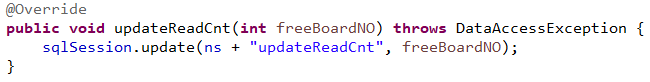 @Override
public void updateReadCnt(int freeBoardNO) throws DataAccessException {
    sqlSession.update(ns + "updateReadCnt", freeBoardNO);
}